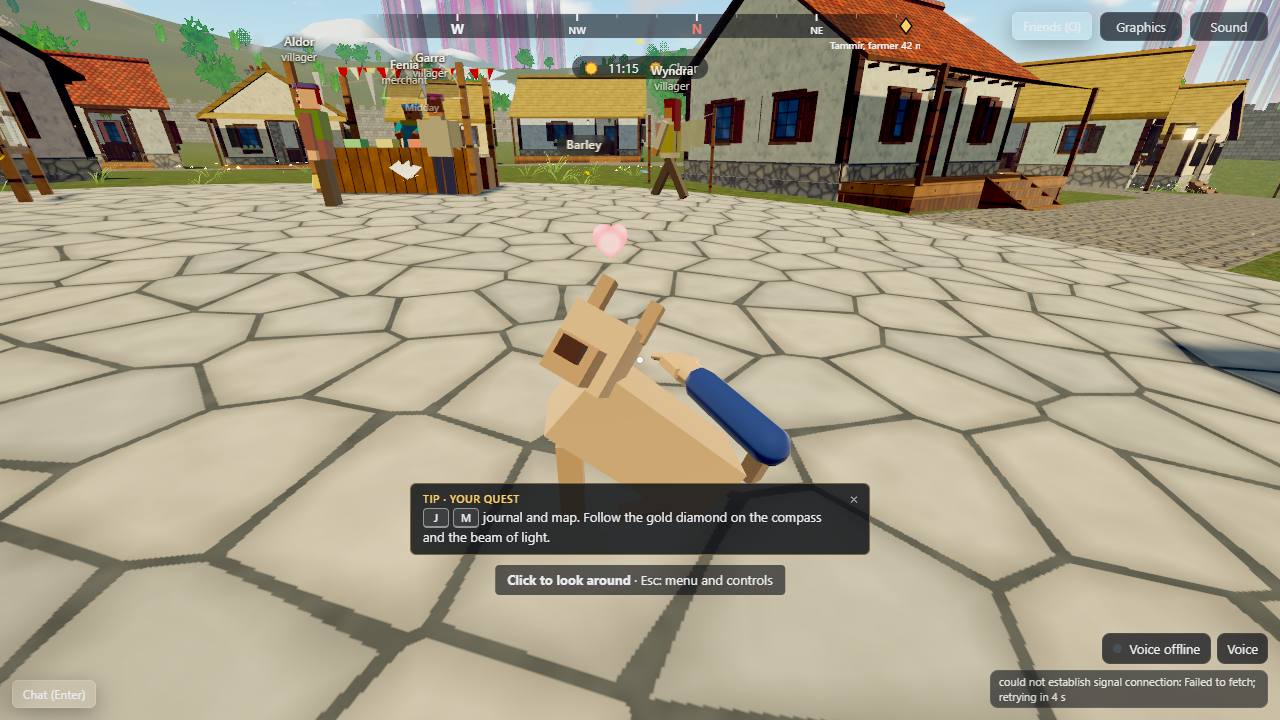 W
NW
N
NE
Tammir, farmer 42 m
Friends (O)
Graphics
Sound
11:15
Midday
Aldor
villager
Garra
villager
Fenia
merchant
Wyndra
villager
Barley
TIP · YOUR QUEST
×
J M journal and map. Follow the gold diamond on the compass
and the beam of light.
Click to look around · Esc: menu and controls
Voice offline
Voice
could not establish signal connection: Failed to fetch;
retrying in 4 s
Chat (Enter)